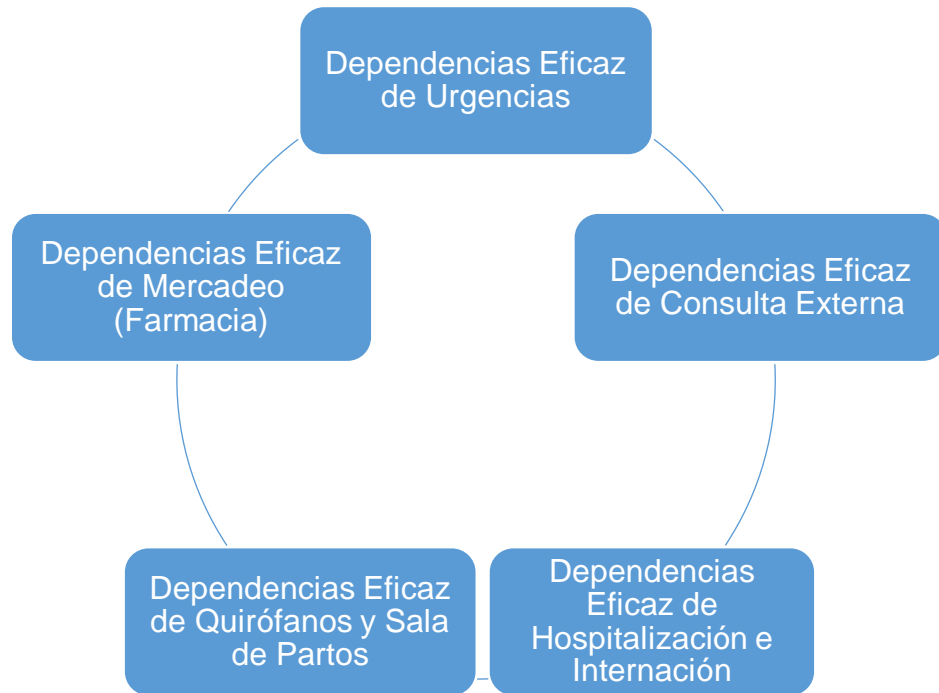 Dependencias Eficaz
de Urgencias
Dependencias Eficaz
de Mercadeo
(Farmacia)
Dependencias Eficaz
de Consulta Externa
Dependencias Eficaz
de Quirófanos y Sala
de Partos
Dependencias
Eficaz de
Hospitalización e
Internación